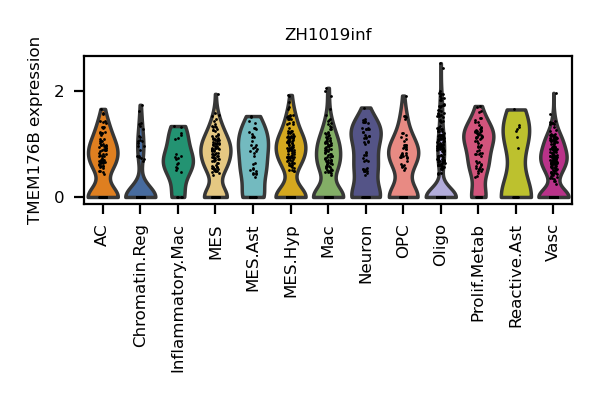 ZH1019inf
TMEM176B expression
2
0
AC
Chromatin.Reg
Inflammatory.Mac
MES
MES.Ast
MES.Hyp
Mac
Neuron
OPC
Oligo
Prolif.Metab
Reactive.Ast
Vasc